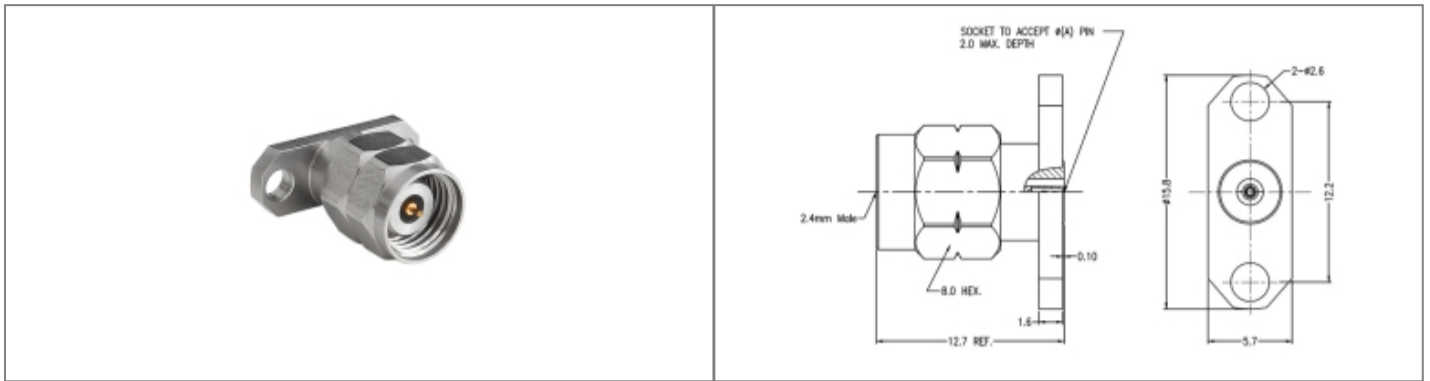 SOCKET TO ACCEPT ø(A) PIN
2.0 MAX. DEPTH
2-ø2.6
2.4mm Male
ø15.8
12.2
0.10
8.0 HEX.
1.6
12.7 REF.
5.7